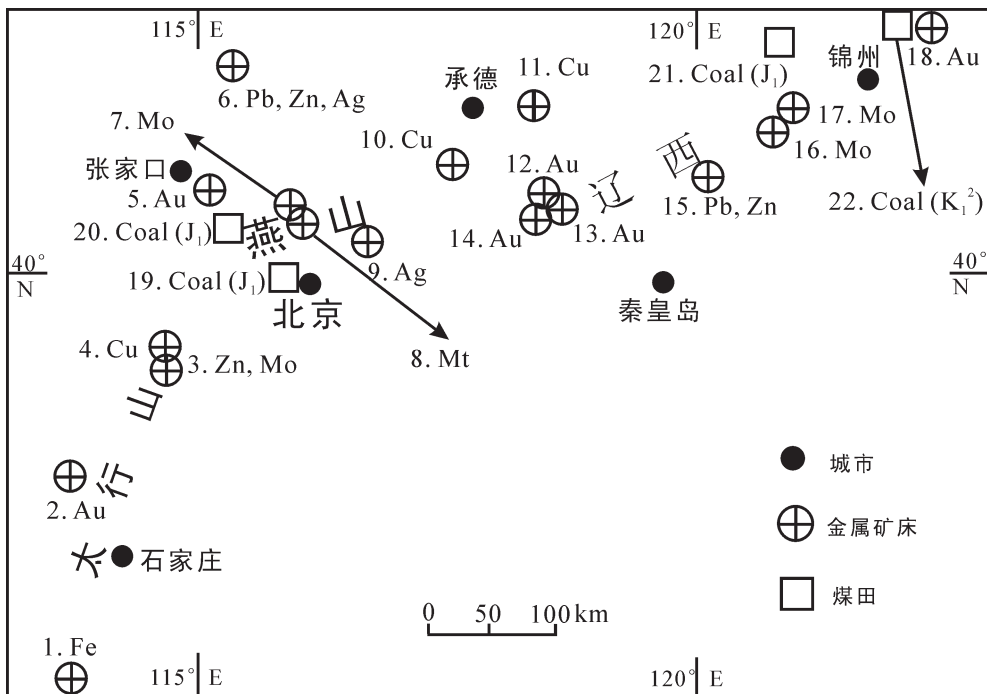 115° E
120° E
6. Pb, Zn, Ag
承德
11. Cu
21. Coal (J₁)
锦州
18. Au
7. Mo
10. Cu
17. Mo
16. Mo
张家口
5. Au
12. Au
辽西
15. Pb, Zn
22. Coal (K₁²)
20. Coal (J₁)
燕山
14. Au
13. Au
9. Ag
40°
N
40°
N
19. Coal (J₁)
北京
秦皇岛
4. Cu
3. Zn, Mo
8. Mt
太行山
2. Au
石家庄
城市
金属矿床
煤田
0 50 100 km
1. Fe
115° E
120° E